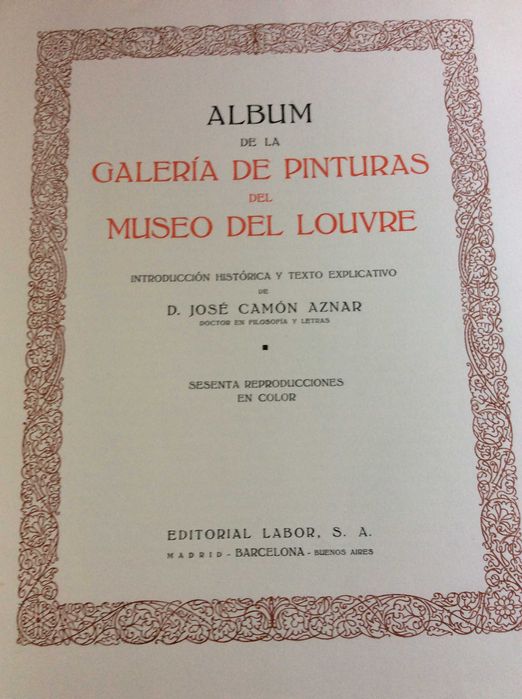 ALBUM
DE LA
GALERÍA DE PINTURAS
DEL
MUSEO DEL LOUVRE
INTRODUCCIÓN HISTÓRICA Y TEXTO EXPLICATIVO
DE
D. JOSÉ CAMÓN AZNAR
DOCTOR EN FILOSOFÍA Y LETRAS
SESENTA REPRODUCCIONES
EN COLOR
EDITORIAL LABOR, S. A.
MADRID - BARCELONA - BUENOS AIRES